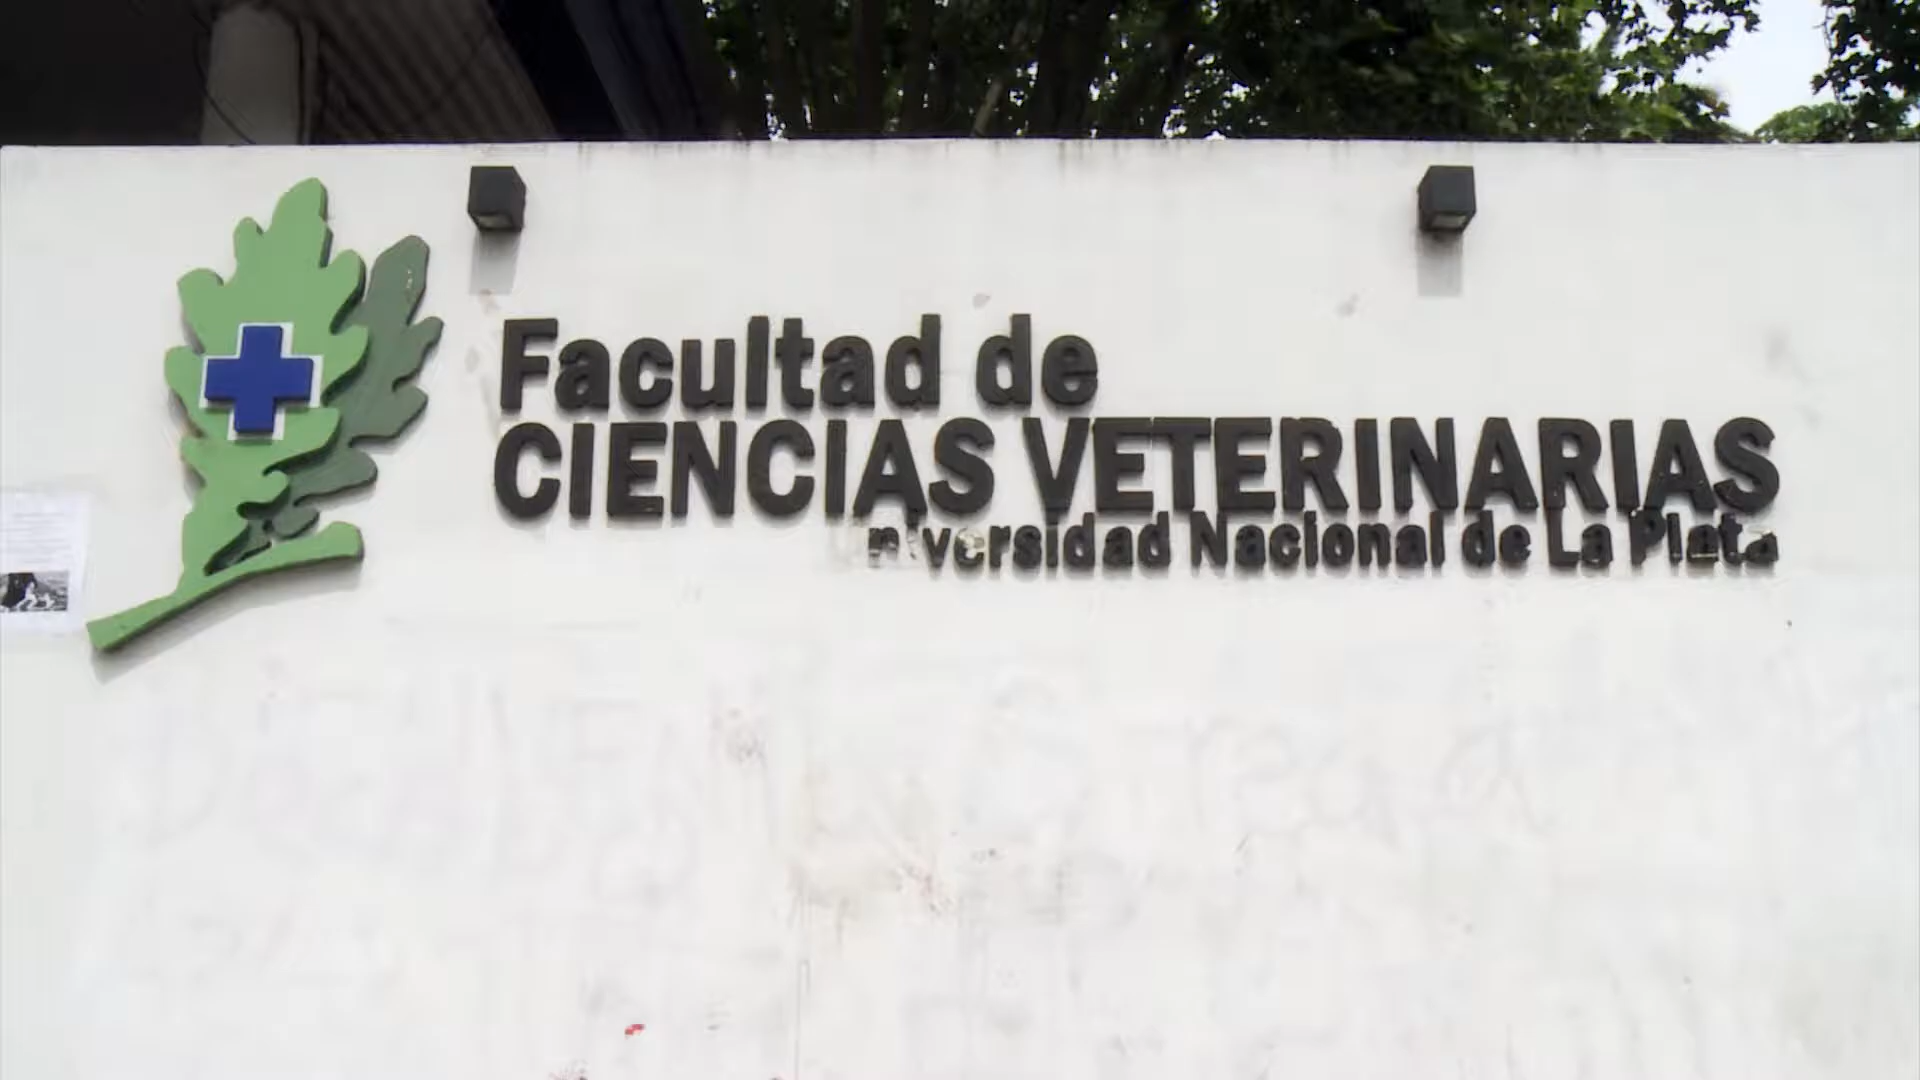 Facultad de
CIENCIAS VETERINARIAS
niversidad Nacional de La Plata